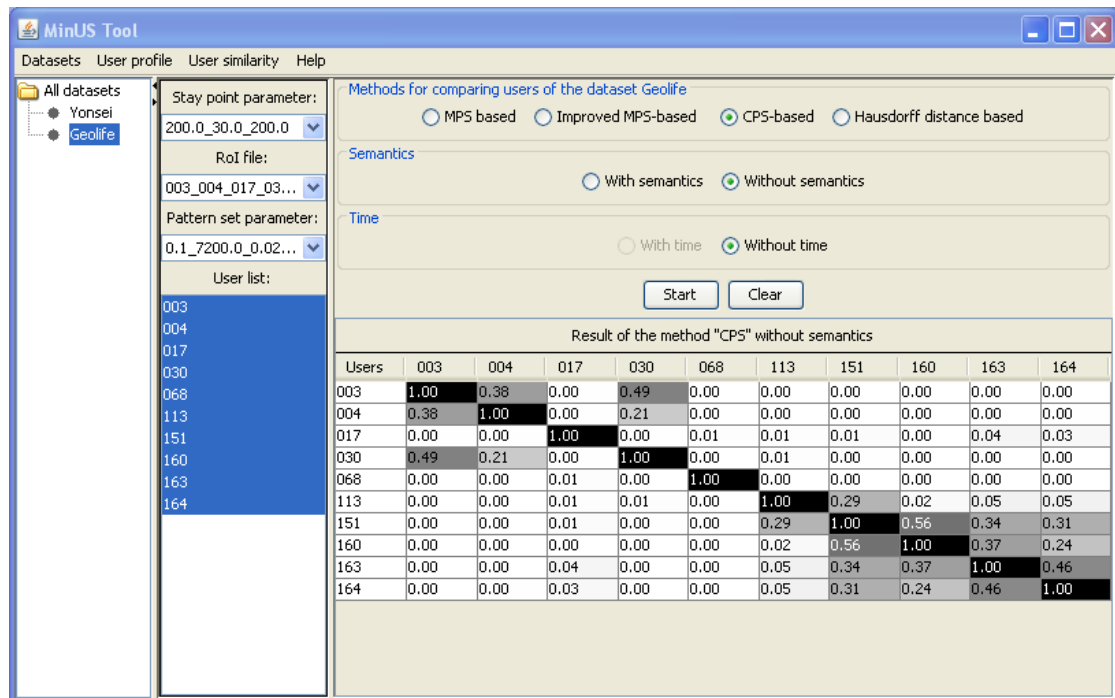 MinUS Tool
Datasets User profile User similarity Help
All datasets
Yonsei
Geolife
Stay point parameter:
200.0_30.0_200.0
RoI file:
003_004_017_03...
Pattern set parameter:
0.1_7200.0_0.02...
User list:
003
004
017
030
068
113
151
160
163
164
Methods for comparing users of the dataset Geolife
MPS based Improved MPS-based CPS-based Hausdorff distance based
Semantics
With semantics Without semantics
Time
With time Without time
Start Clear
Result of the method "CPS" without semantics
Users 003 004 017 030 068 113 151 160 163 164
003 1.00 0.38 0.00 0.49 0.00 0.00 0.00 0.00 0.00 0.00
004 0.38 1.00 0.00 0.21 0.00 0.00 0.00 0.00 0.00 0.00
017 0.00 0.00 1.00 0.00 0.01 0.01 0.01 0.00 0.04 0.03
030 0.49 0.21 0.00 1.00 0.00 0.01 0.00 0.00 0.00 0.00
068 0.00 0.00 0.01 0.00 1.00 0.00 0.00 0.00 0.00 0.00
113 0.00 0.00 0.01 0.01 0.00 1.00 0.29 0.02 0.05 0.05
151 0.00 0.00 0.01 0.00 0.00 0.29 1.00 0.56 0.34 0.31
160 0.00 0.00 0.00 0.00 0.00 0.02 0.56 1.00 0.37 0.24
163 0.00 0.00 0.04 0.00 0.00 0.05 0.34 0.37 1.00 0.46
164 0.00 0.00 0.03 0.00 0.00 0.05 0.31 0.24 0.46 1.00